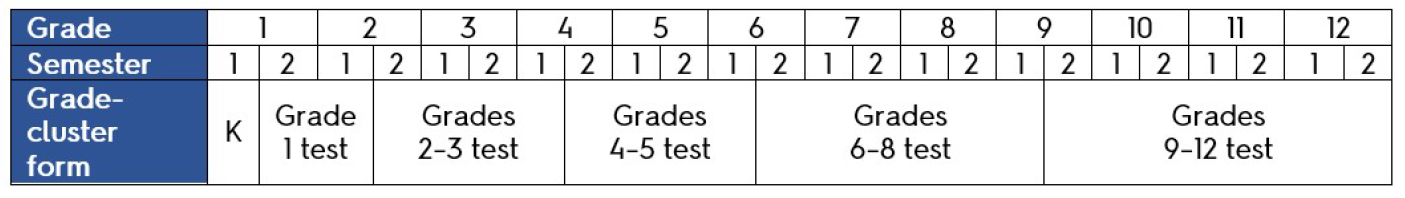 Grade 1 2 3 4 5 6 7 8 9 10 11 12
Semester 1 2 1 2 1 2 1 2 1 2 1 2 1 2 1 2 1 2 1 2 1 2 1 2
Grade-
cluster
form
K
Grade
1 test
Grades
2–3 test
Grades
4–5 test
Grades
6–8 test
Grades
9–12 test